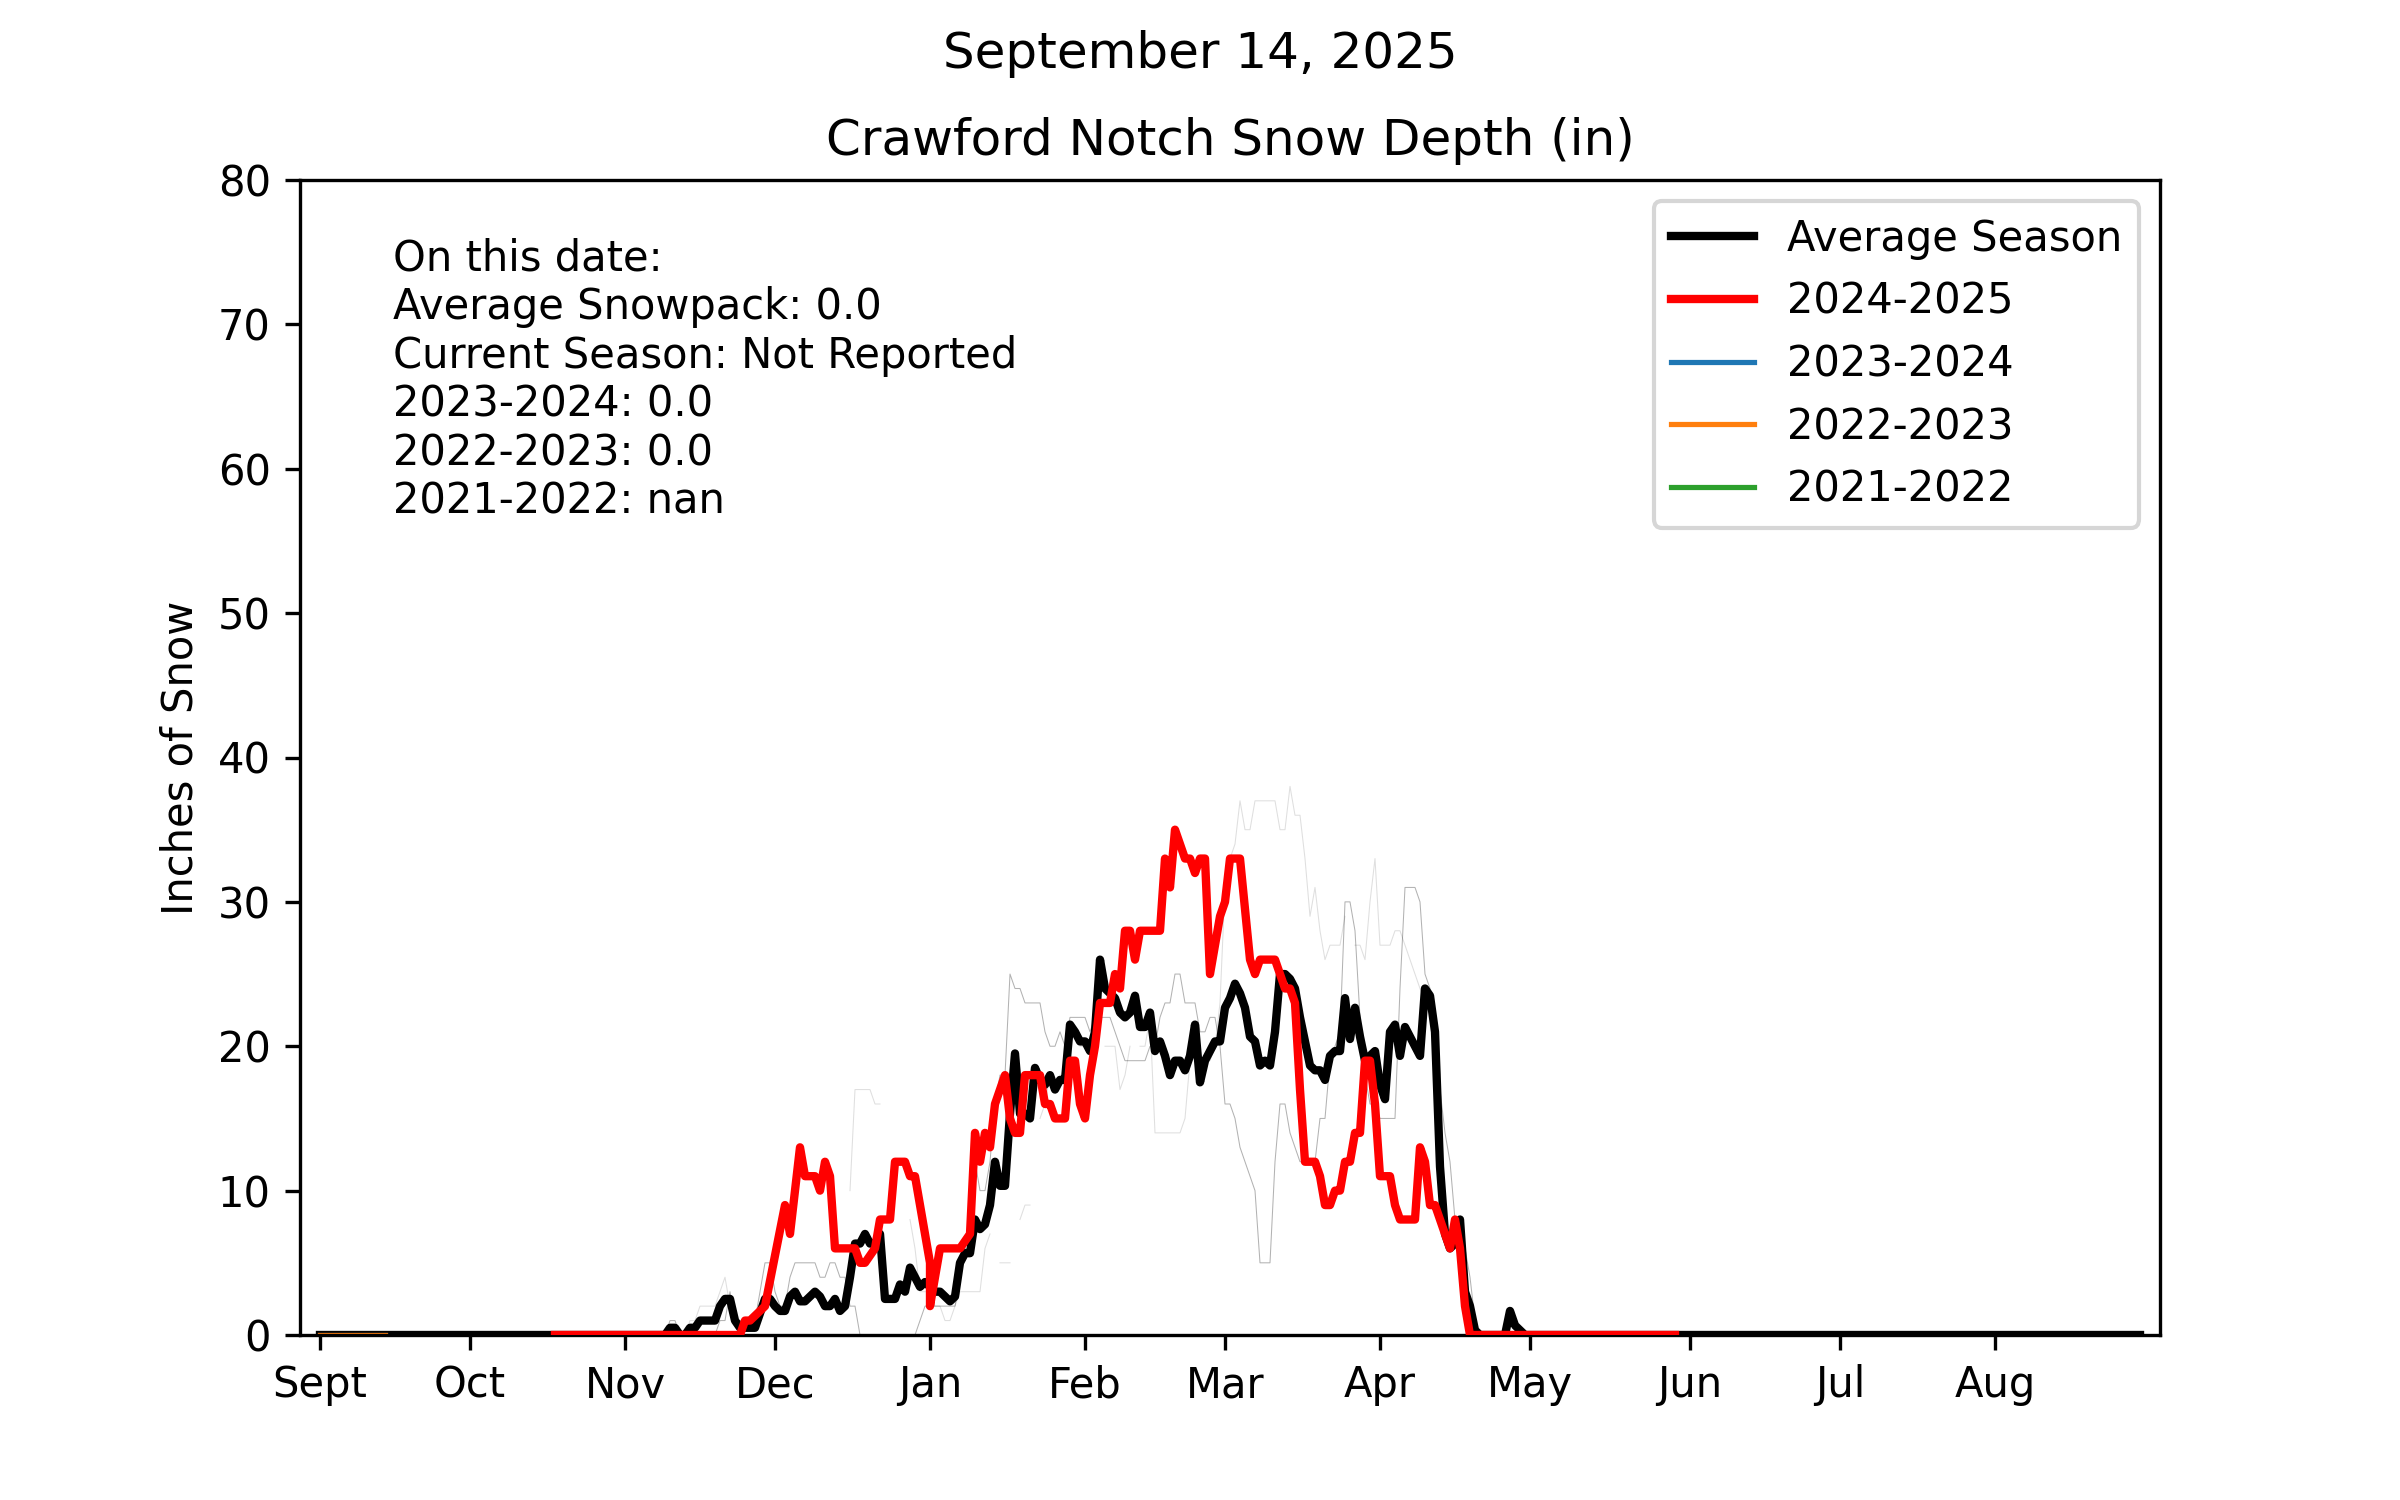 September 14, 2025
Crawford Notch Snow Depth (in)
80
70
60
50
40
30
20
10
0
Inches of Snow
On this date:
Average Snowpack: 0.0
Current Season: Not Reported
2023-2024: 0.0
2022-2023: 0.0
2021-2022: nan
Average Season
2024-2025
2023-2024
2022-2023
2021-2022
Sept Oct Nov Dec Jan Feb Mar Apr May Jun Jul Aug